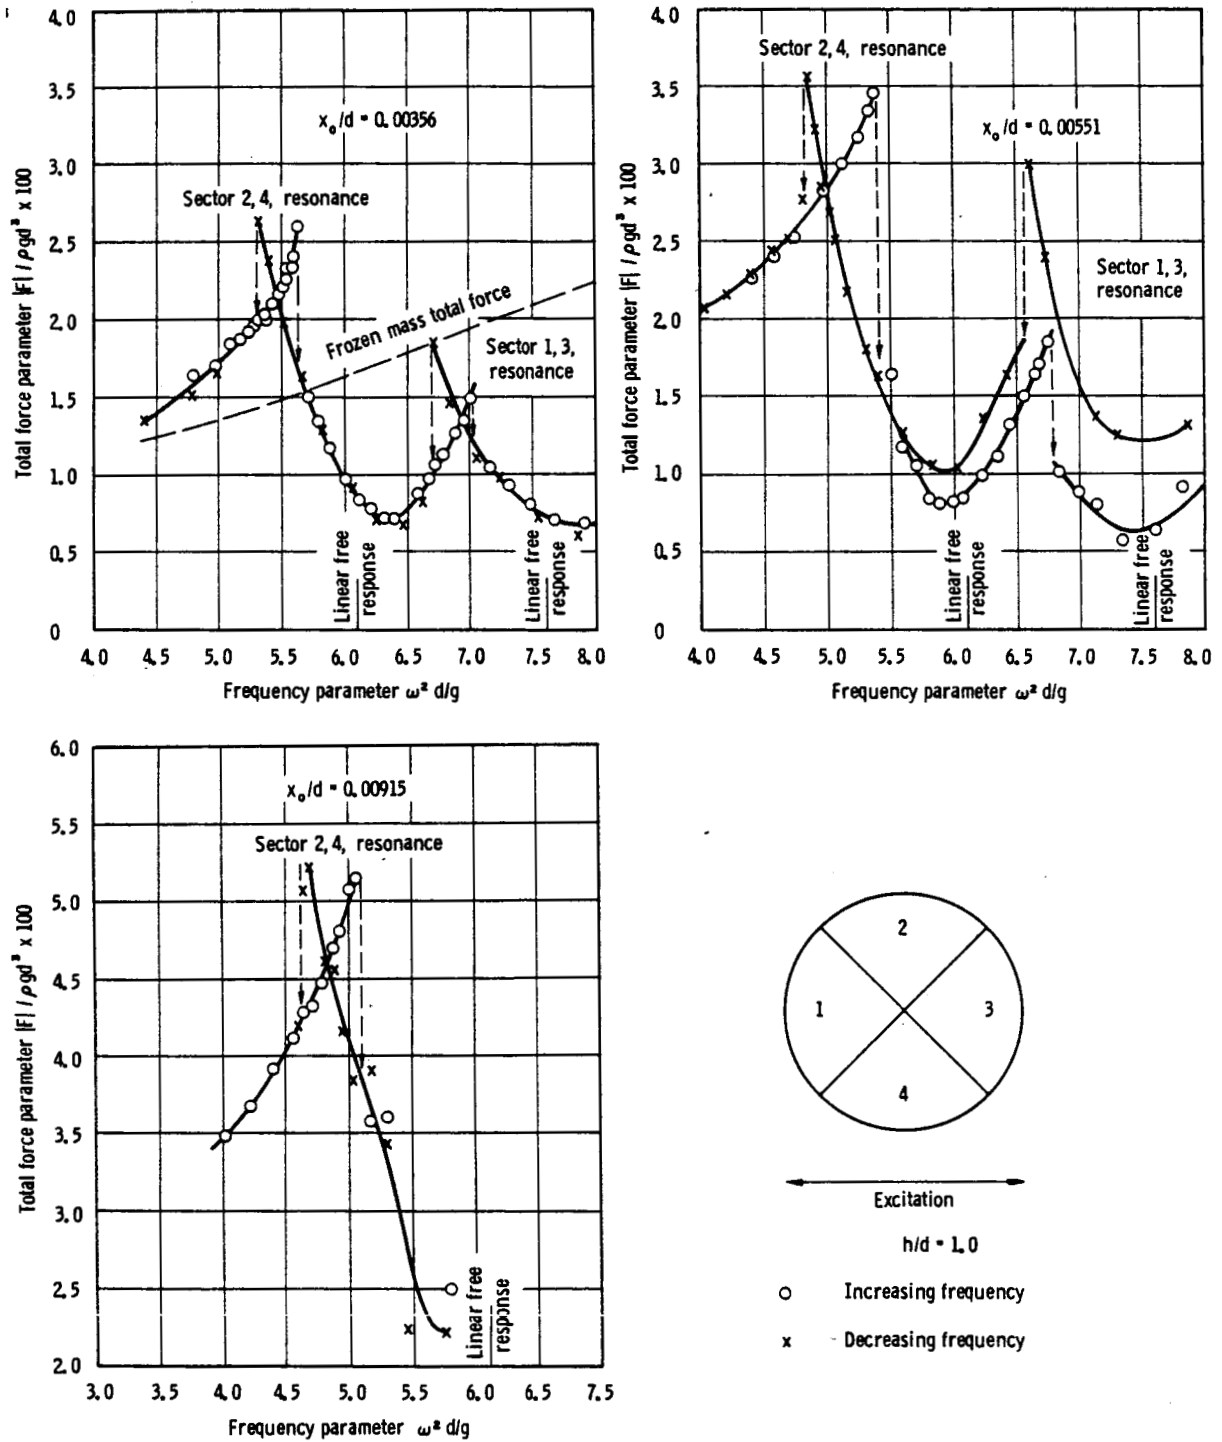 4.0
3.5
3.0
2.5
2.0
1.5
1.0
0.5
0
Total force parameter |F| / ρgd³ x 100
x₀/d = 0.00356
Sector 2,4, resonance
Frozen mass total force
Sector 1,3,
resonance
Linear free
response
Linear free
response
4.0 4.5 5.0 5.5 6.0 6.5 7.0 7.5 8.0
Frequency parameter ω² d/g
4.0
3.5
3.0
2.5
2.0
1.5
1.0
0.5
0
Total force parameter |F| / ρgd³ x 100
Sector 2,4, resonance
x₀/d = 0.00551
Sector 1,3,
resonance
Linear free
response
Linear free
response
4.0 4.5 5.0 5.5 6.0 6.5 7.0 7.5 8.0
Frequency parameter ω² d/g
6.0
5.5
5.0
4.5
4.0
3.5
3.0
2.5
2.0
Total force parameter |F| / ρgd³ x 100
x₀/d = 0.00915
Sector 2,4, resonance
Linear free
response
3.0 3.5 4.0 4.5 5.0 5.5 6.0 6.5 7.5
Frequency parameter ω² d/g
2
1 3
4
Excitation
h/d = 1.0
Increasing frequency
x Decreasing frequency